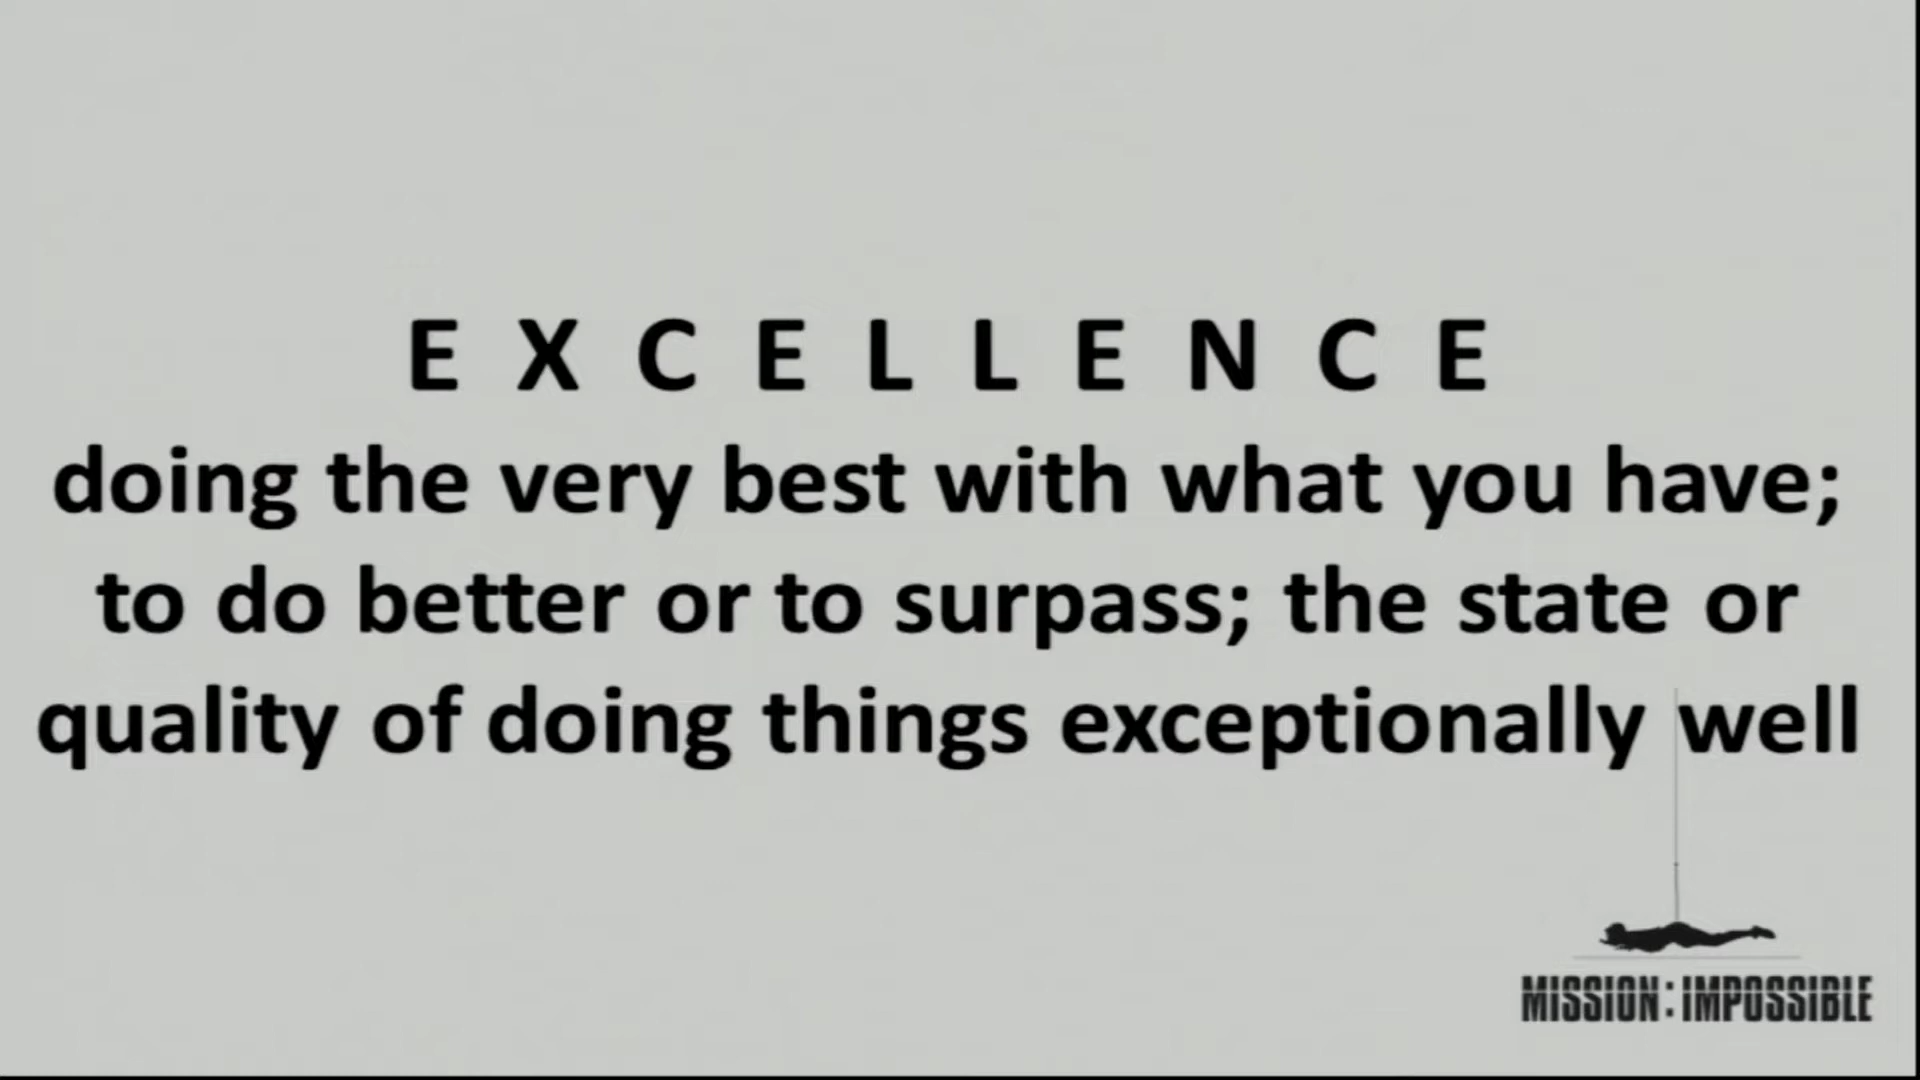 E X C E L L E N C E
doing the very best with what you have;
to do better or to surpass; the state or
quality of doing things exceptionally well
MISSION:IMPOSSIBLE